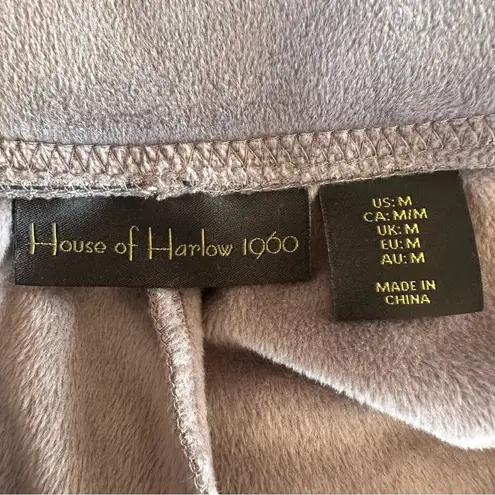 House of Harlow 1960
US: M
CA: M/M
UK: M
EU: M
AU: M
MADE IN
CHINA